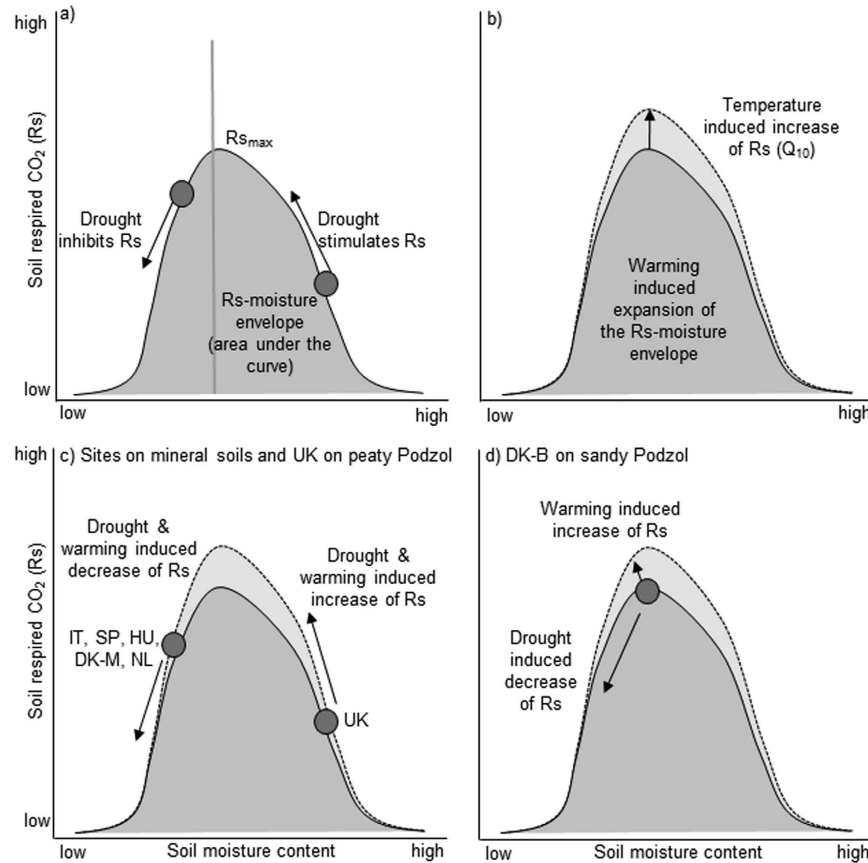 a)
high
Soil respired CO₂ (Rs)
low
low
high
Rsmax
Drought
inhibits Rs
Drought
stimulates Rs
Rs-moisture
envelope
(area under the
curve)
b)
Temperature
induced increase
of Rs (Q₁₀)
Warming
induced
expansion of
the Rs-moisture
envelope
low
high
c) Sites on mineral soils and UK on peaty Podzol
high
Soil respired CO₂ (Rs)
low
Drought &
warming induced
decrease of Rs
Drought &
warming induced
increase of Rs
IT, SP, HU,
DK-M, NL
UK
low
Soil moisture content
high
d) DK-B on sandy Podzol
Warming induced
increase of Rs
Drought
induced
decrease
of Rs
low
Soil moisture content
high